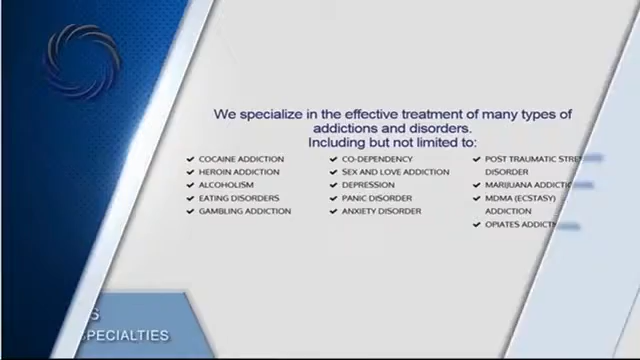 We specialize in the effective treatment of many types of
addictions and disorders.
Including but not limited to:
COCAINE ADDICTION
HEROIN ADDICTION
ALCOHOLISM
EATING DISORDERS
GAMBLING ADDICTION
CO-DEPENDENCY
SEX AND LOVE ADDICTION
DEPRESSION
PANIC DISORDER
ANXIETY DISORDER
POST TRAUMATIC
DISORDER
MARIJUANA
MDMA (ECSTASY)
ADDICTION
OPIATES